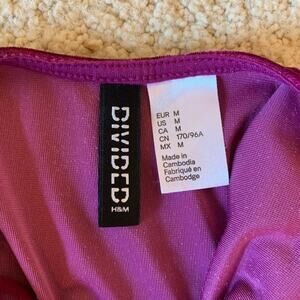 DIVIDED
H&M
EUR M
US M
CA M
CN 170/96A
MX M
Made in
Cambodia
Fabriqué en
Cambodge